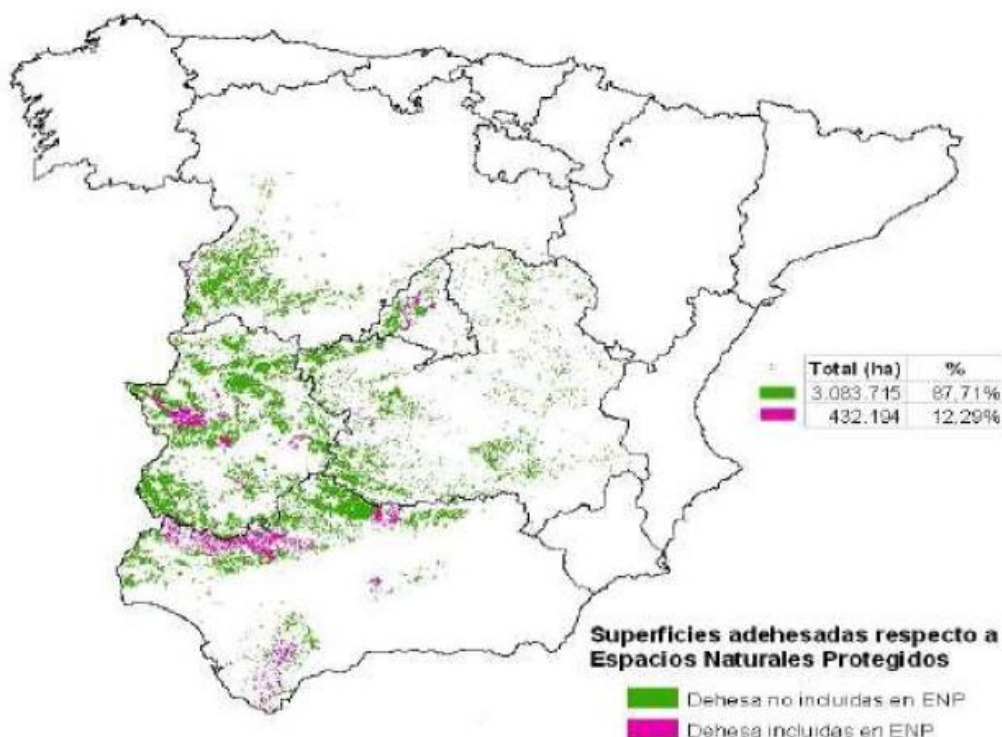 Total (ha) %
3.083.715 87,71%
432.194 12,29%
Superficies adehesadas respecto a
Espacios Naturales Protegidos
Dehesa no incluidas en ENP
Dehesa incluidas en ENP